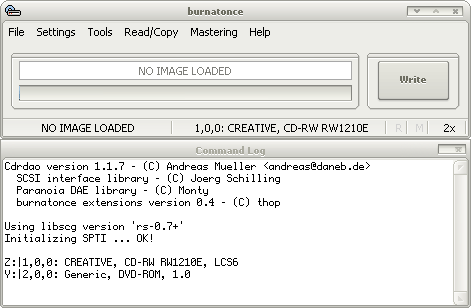 burnatonce
File Settings Tools Read/Copy Mastering Help
NO IMAGE LOADED
Write
NO IMAGE LOADED 1,0,0: CREATIVE, CD-RW RW1210E R M 2x
Command Log
Cdrdao version 1.1.7 - (C) Andreas Mueller <andreas@daneb.de>
SCSI interface library - (C) Joerg Schilling
Paranoia DAE library - (C) Monty
burnatonce extensions version 0.4 - (C) thop
Using libscg version 'rs-0.7+'
Initializing SPTI ... OK!
Z:|1,0,0: CREATIVE, CD-RW RW1210E, LCS6
Y:|2,0,0: Generic, DVD-ROM, 1.0